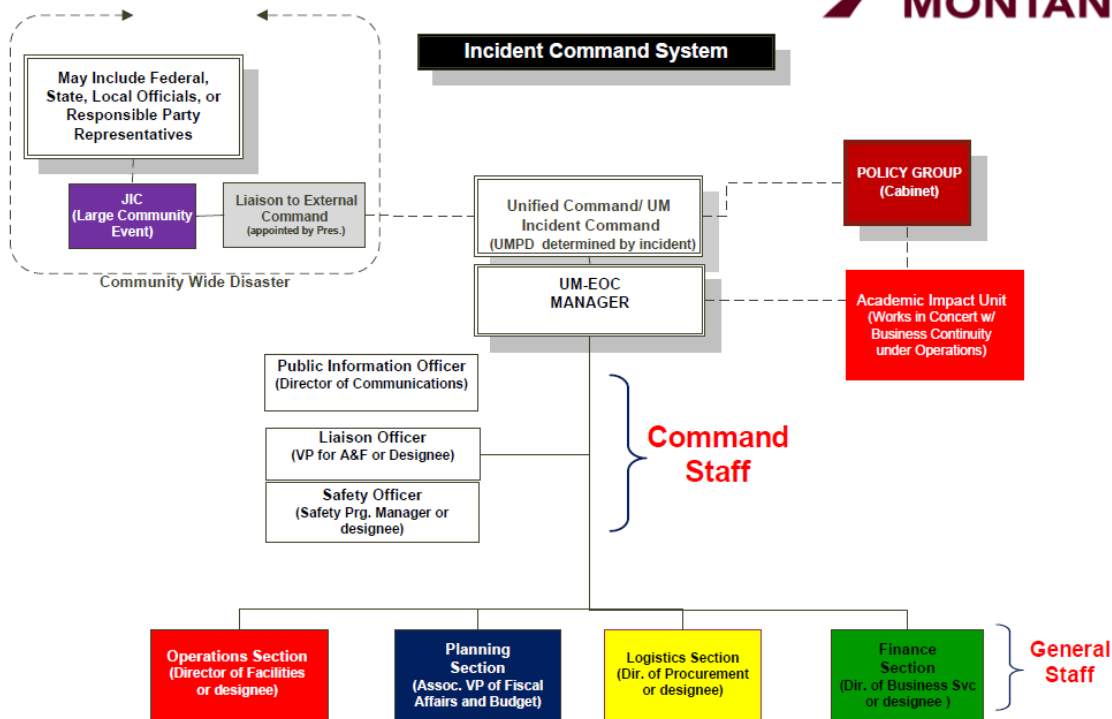 MONTAN
Incident Command System
May Include Federal,
State, Local Officials, or
Responsible Party
Representatives
JIC
(Large Community
Event)
Liaison to External
Command
(appointed by Pres.)
Community Wide Disaster
Unified Command/ UM
Incident Command
(UMPD determined by incident)
UM-EOC
MANAGER
POLICY GROUP
(Cabinet)
Academic Impact Unit
(Works in Concert w/
Business Continuity
under Operations)
Public Information Officer
(Director of Communications)
Liaison Officer
(VP for A&F or Designee)
Safety Officer
(Safety Prg. Manager or
designee)
Command
Staff
Operations Section
(Director of Facilities
or designee)
Planning
Section
(Assoc. VP of Fiscal
Affairs and Budget)
Logistics Section
(Dir. of Procurement
or designee)
Finance
Section
(Dir. of Business Svc
or designee )
General
Staff